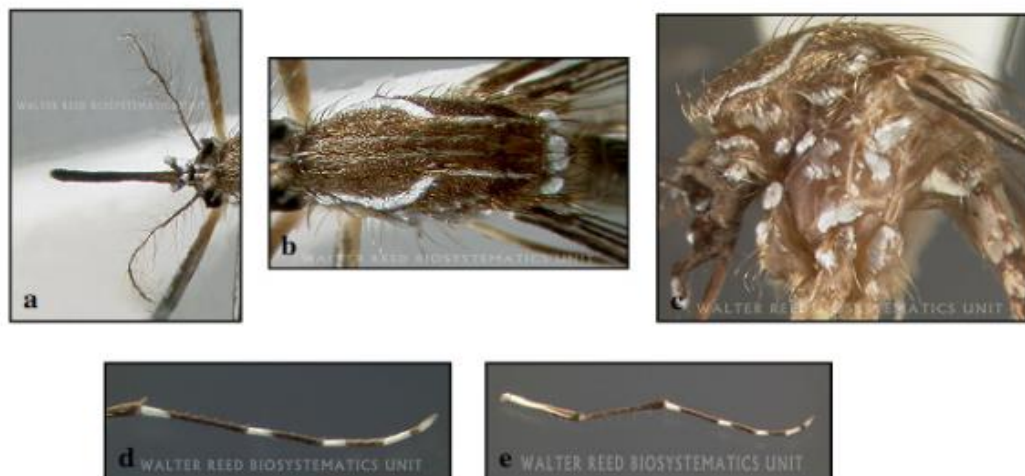 WALTER REED BIOSYSTEMATICS UNIT
a
b
WALTER REED BIOSYSTEMATICS UNIT
c
WALTER REED BIOSYSTEMATICS UNIT
d
WALTER REED BIOSYSTEMATICS UNIT
e
WALTER REED BIOSYSTEMATICS UNIT